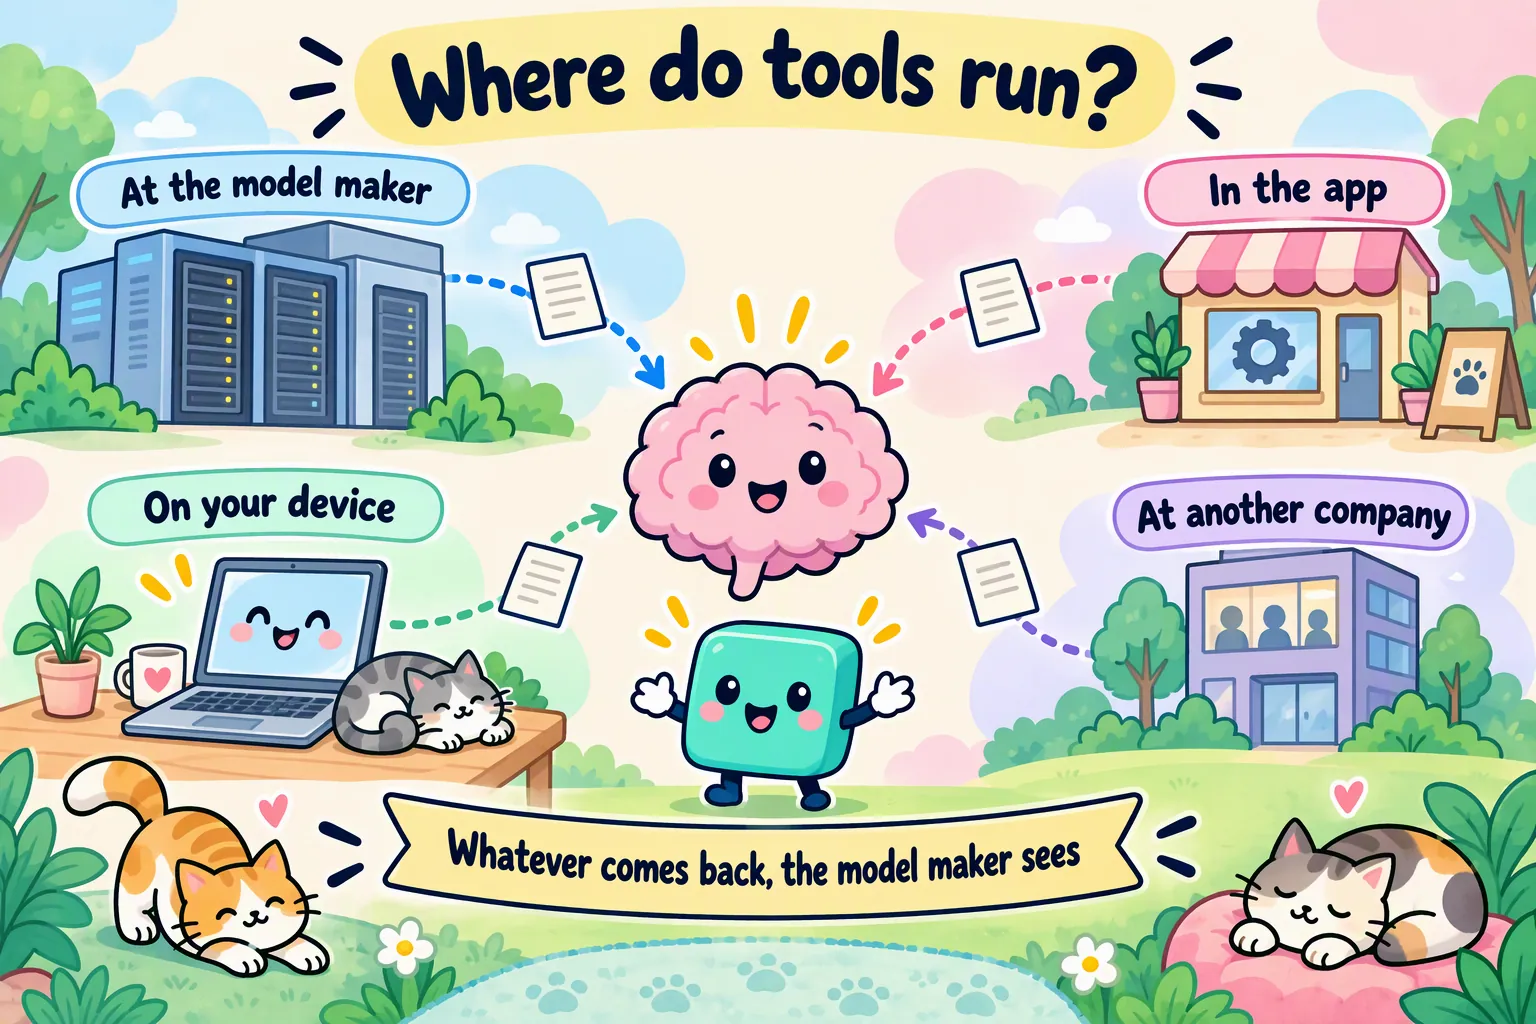 Where do tools run?
At the model maker
In the app
On your device
At another company
Whatever comes back, the model maker sees